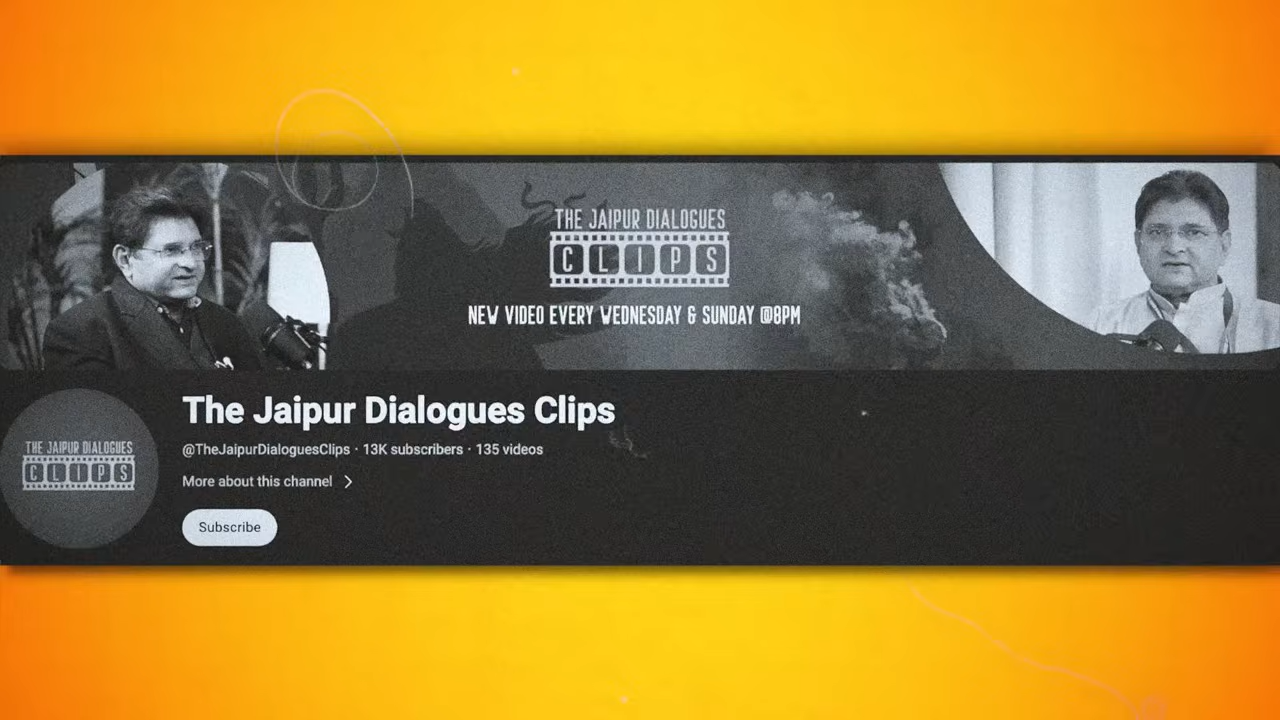 THE JAIPUR DIALOGUES
CLIPS
NEW VIDEO EVERY WEDNESDAY & SUNDAY @8PM
The Jaipur Dialogues Clips
@TheJaipurDialoguesClips · 13K subscribers · 135 videos
THE JAIPUR DIALOGUES
CLIPS
More about this channel >
Subscribe